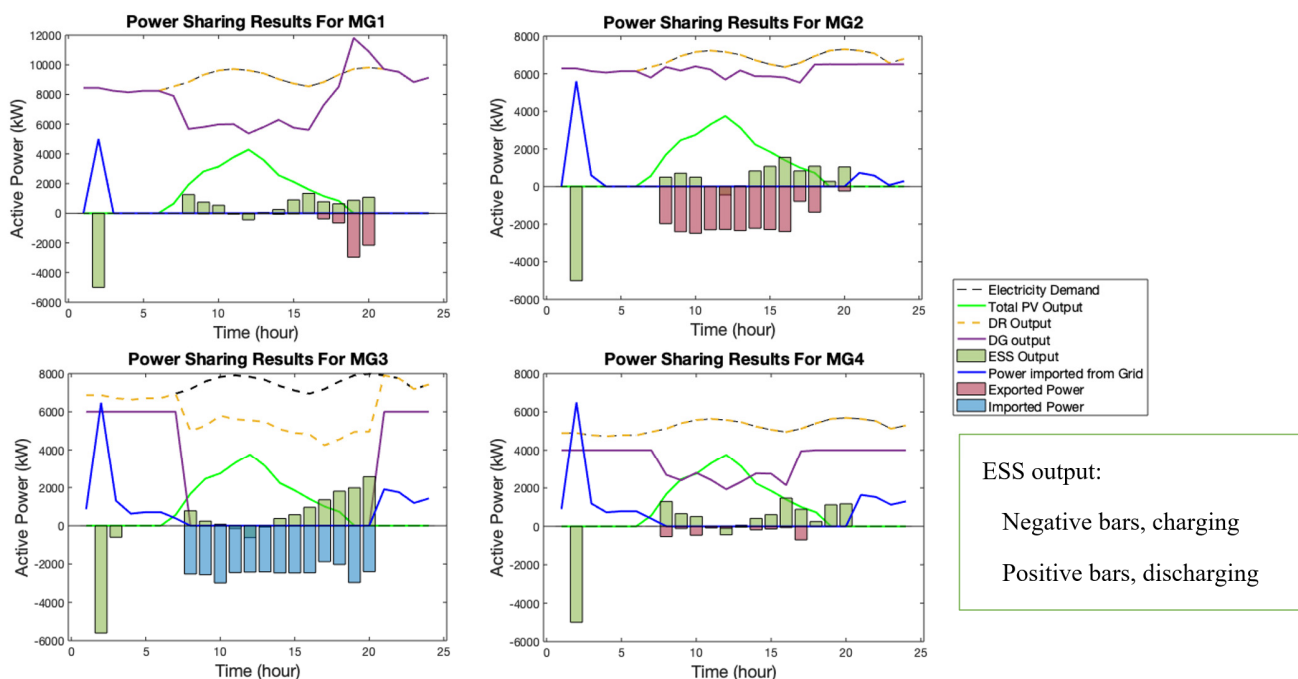 Power Sharing Results For MG1
12000
10000
8000
6000
4000
2000
0
-2000
-4000
-6000
0
5
10
15
20
25
Active Power (kW)
Time (hour)
Power Sharing Results For MG2
8000
6000
4000
2000
0
-2000
-4000
-6000
0
5
10
15
20
25
Active Power (kW)
Time (hour)
Power Sharing Results For MG3
8000
6000
4000
2000
0
-2000
-4000
-6000
0
5
10
15
20
25
Active Power (kW)
Time (hour)
Power Sharing Results For MG4
8000
6000
4000
2000
0
-2000
-4000
-6000
0
5
10
15
20
25
Active Power (kW)
Time (hour)
Electricity Demand
Total PV Output
DR Output
DG output
ESS Output
Power imported from Grid
Exported Power
Imported Power
ESS output:
Negative bars, charging
Positive bars, discharging